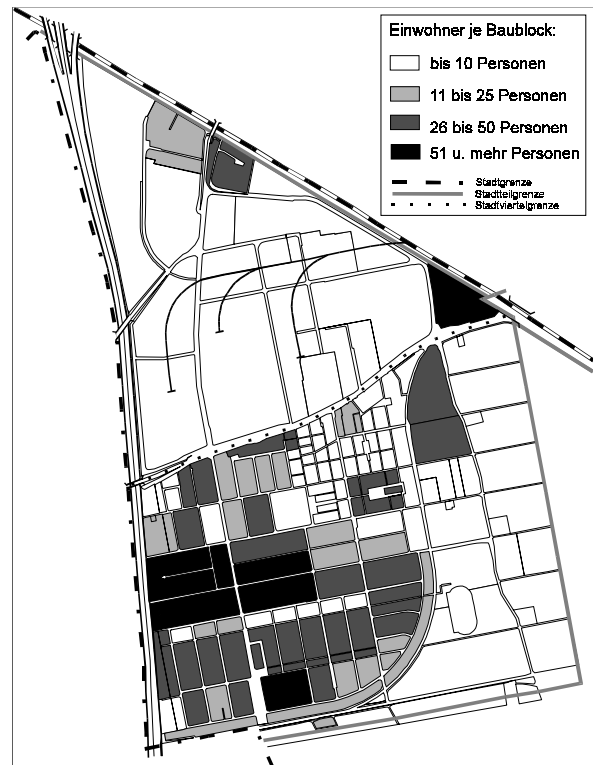 Einwohner je Baublock:
bis 10 Personen
11 bis 25 Personen
26 bis 50 Personen
51 u. mehr Personen
Stadtgrenze
Stadtteilgrenze
Stadtviertelgrenze